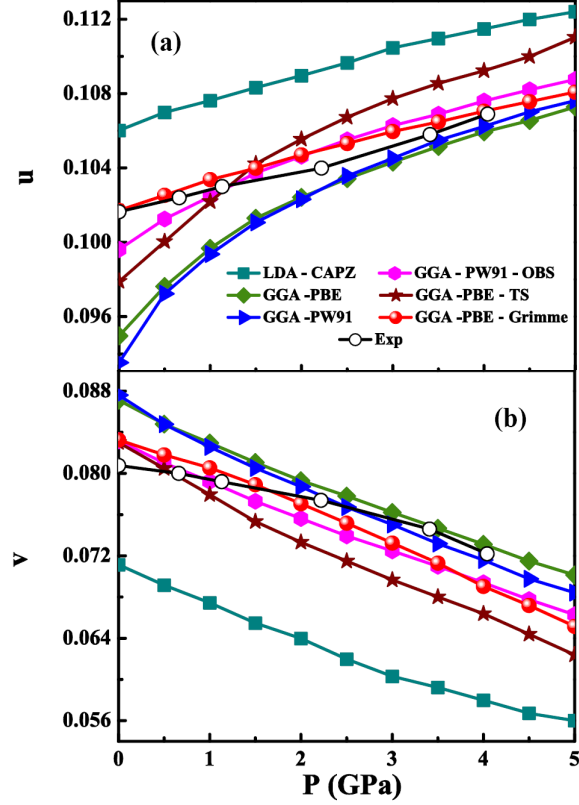 0.112
(a)
0.108
0.104
u
0.100
LDA - CAPZ
GGA - PW91 - OBS
GGA -PBE
GGA -PBE - TS
0.096
GGA -PW91
GGA -PBE - Grimme
Exp
0.088
(b)
0.080
v
0.072
0.064
0.056
0 1 2 3 4 5
P (GPa)